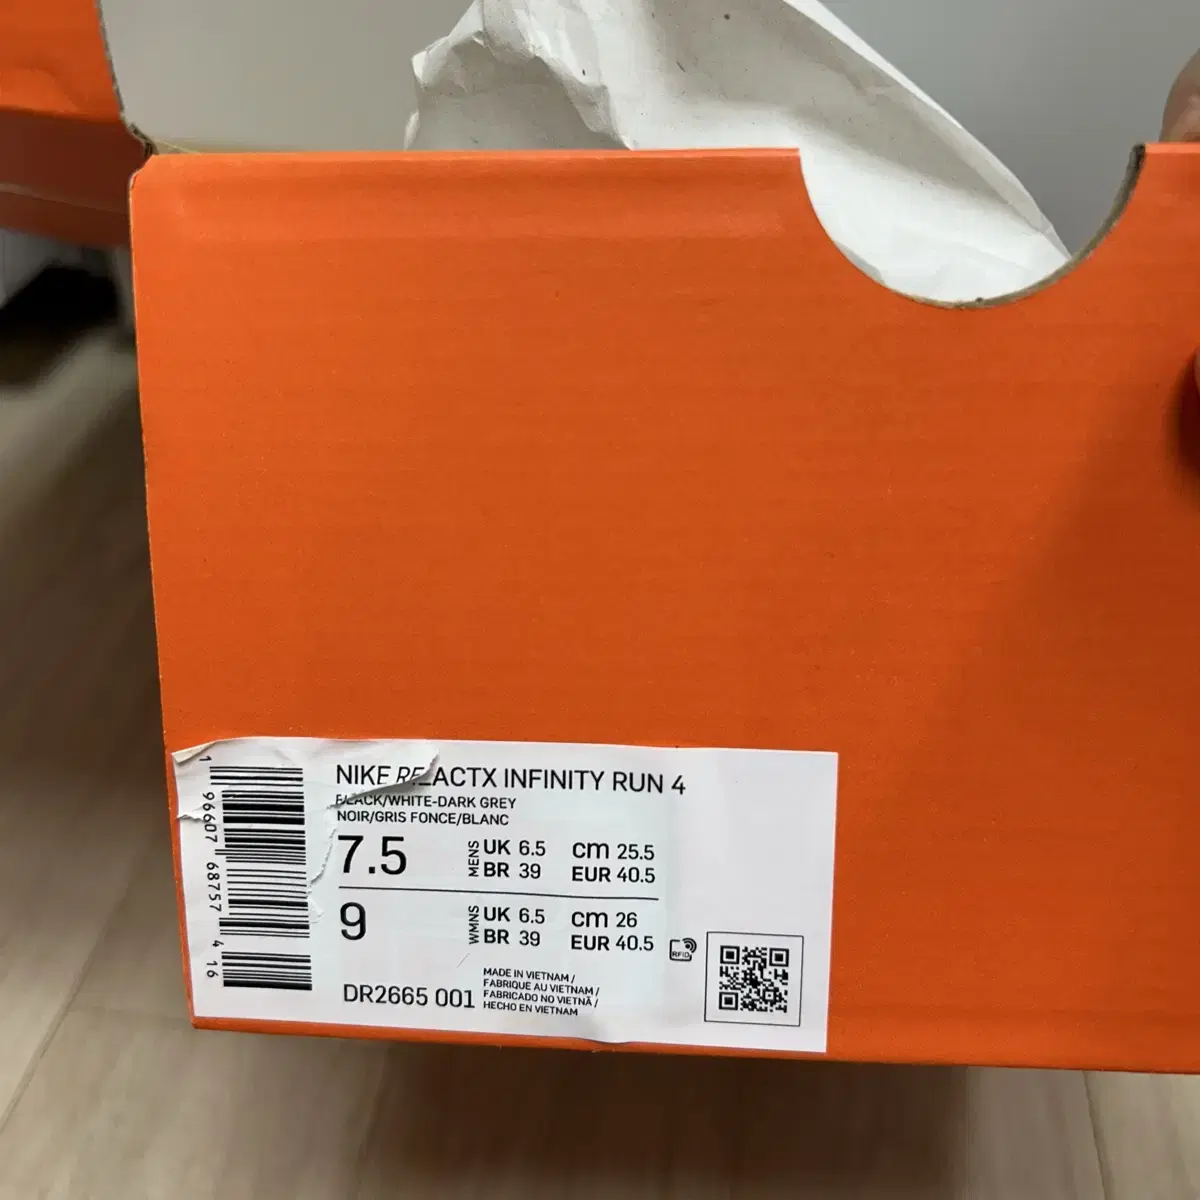 NIKE REACTX INFINITY RUN 4
BLACK/WHITE-DARK GREY
NOIR/GRIS FONCE/BLANC
7.5
MENS
UK 6.5
BR 39
cm 25.5
EUR 40.5
9
WMNS
UK 6.5
BR 39
cm 26
EUR 40.5
RFID
DR2665 001
MADE IN VIETNAM /
FABRIQUE AU VIETNAM /
FABRICADO NO VIETNÃ /
HECHO EN VIETNAM
1 96607 68757 4 16